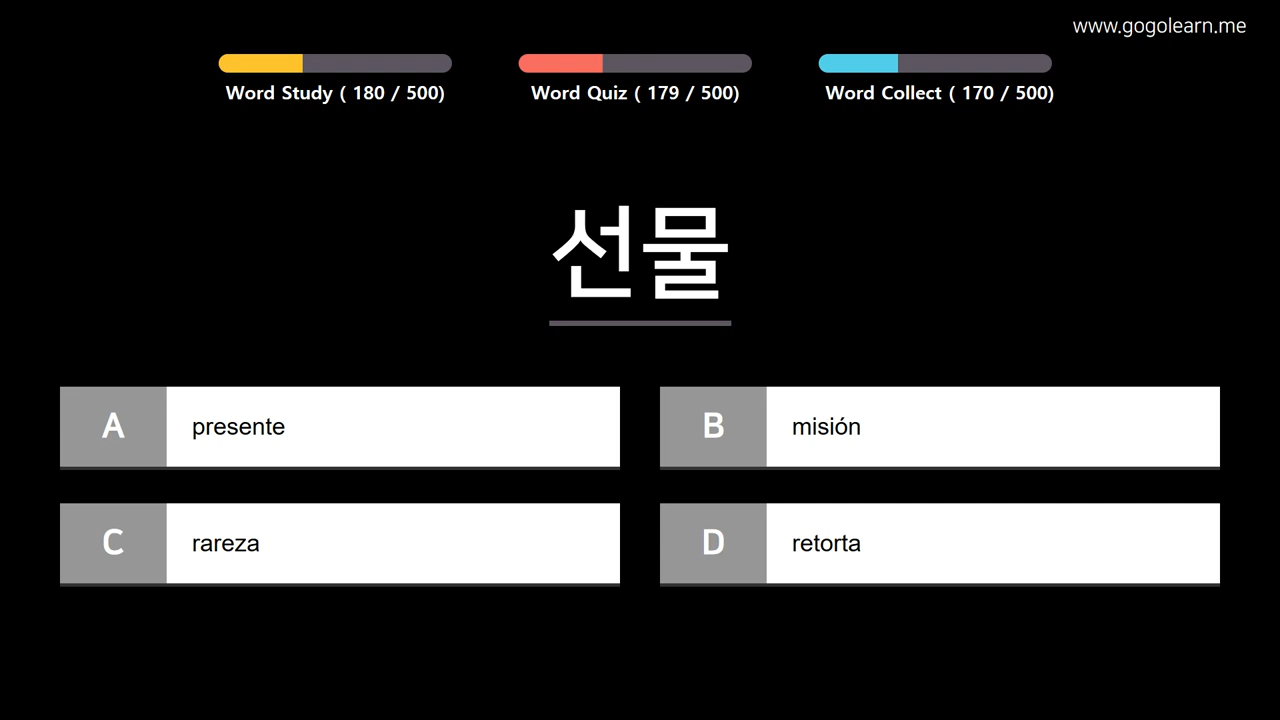 www.gogolearn.me
Word Study ( 180 / 500)
Word Quiz ( 179 / 500)
Word Collect ( 170 / 500)
선물
A presente
B misión
C rareza
D retorta